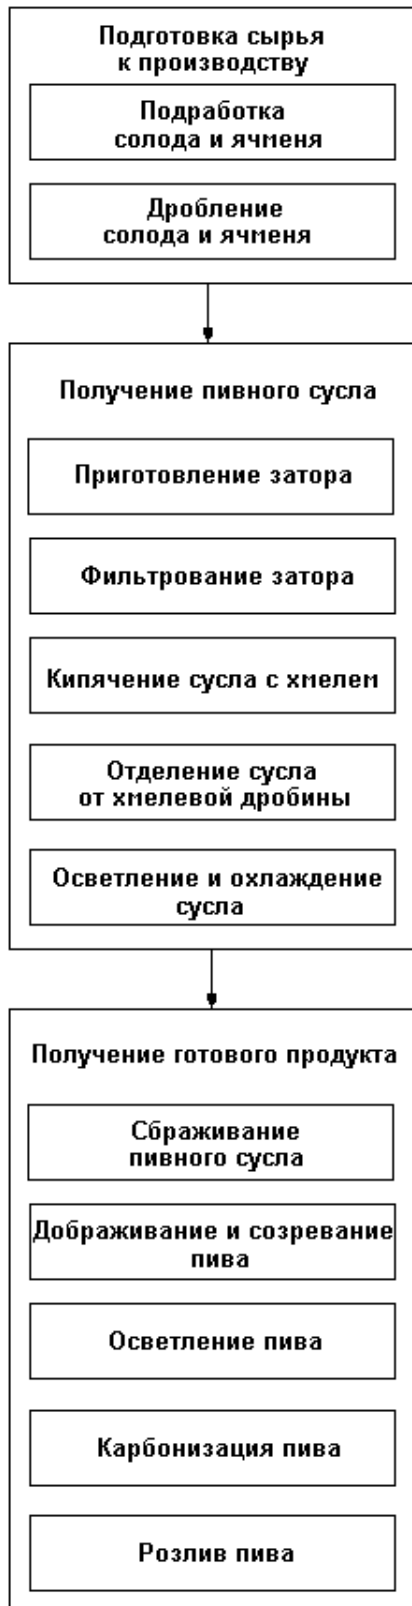 Подготовка сырья
к производству
Подработка
солода и ячменя
Дробление
солода и ячменя
Получение пивного сусла
Приготовление затора
Фильтрование затора
Кипячение сусла с хмелем
Отделение сусла
от хмелевой дробины
Осветление и охлаждение
сусла
Получение готового продукта
Сбраживание
пивного сусла
Дображивание и созревание
пива
Осветление пива
Карбонизация пива
Розлив пива